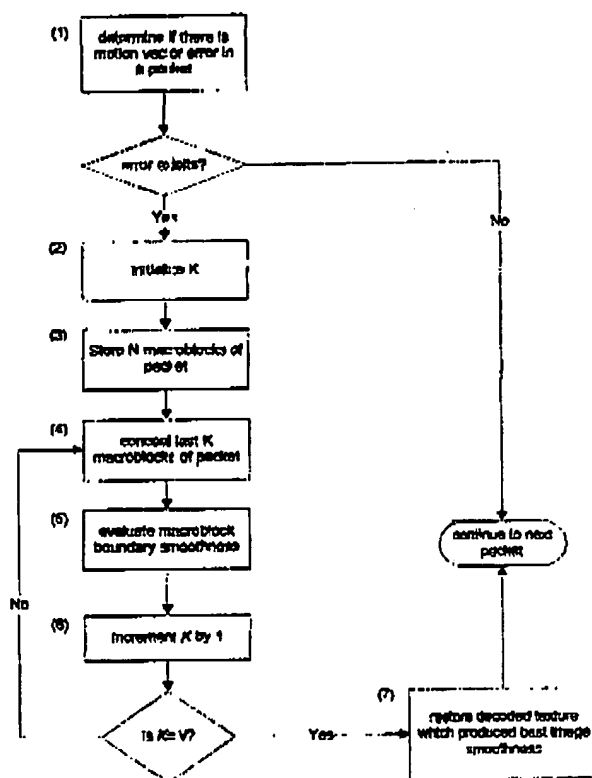 (1)
determine if there is
motion vector error in
a packet
error exists?
Yes
No
(2)
initialize K
(3)
Store N macroblocks of
packet
(4)
conceal last K
macroblocks of packet
(5)
evaluate macroblock
boundary smoothness
continue to next
packet
No
(6)
increment K by 1
(7)
Is K=
Yes
restore decoded texture
which produced best image
smoothness